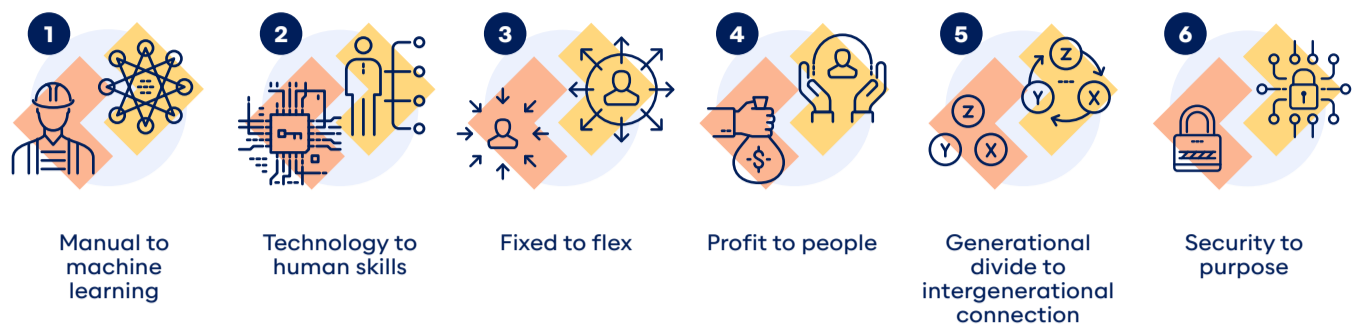 1
Manual to
machine
learning
2
Technology to
human skills
3
Fixed to flex
4
$
Profit to people
5
Z
Y
X
Z
Y
X
Generational
divide to
intergenerational
connection
6
Security to
purpose